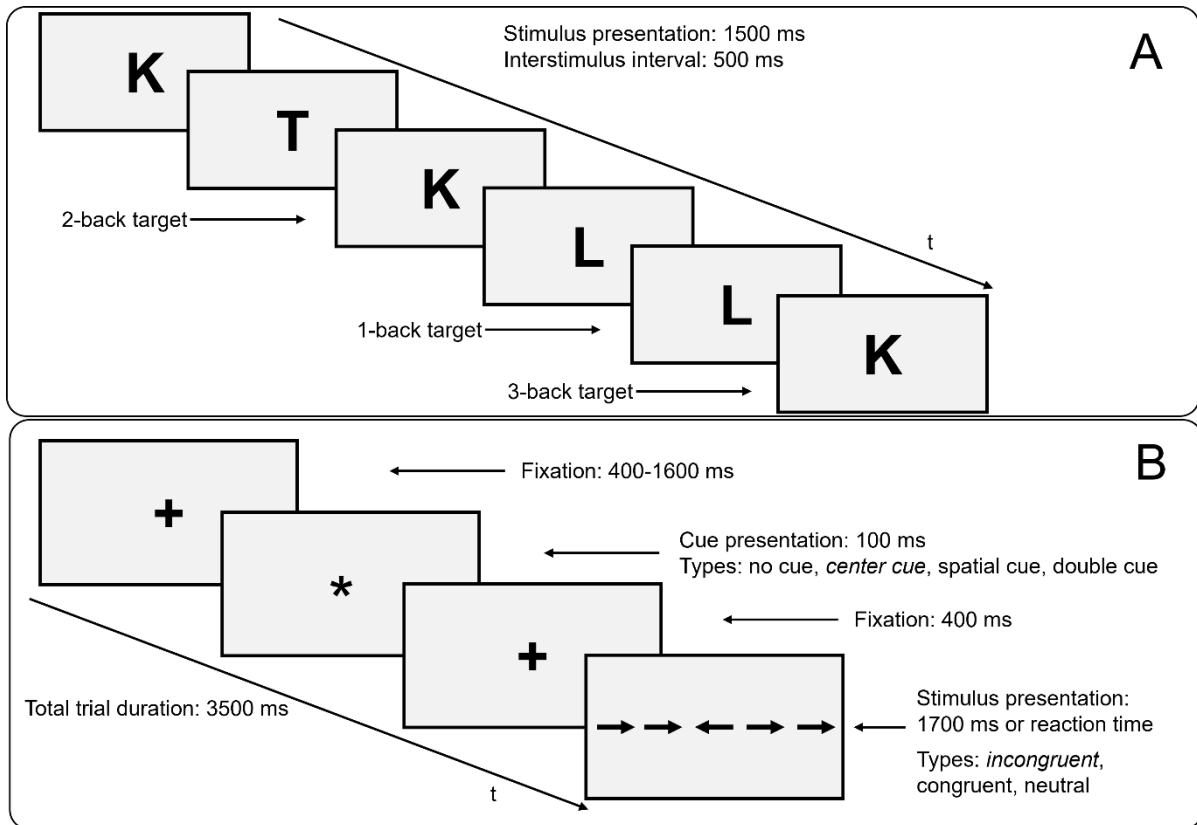 A
Stimulus presentation: 1500 ms
Interstimulus interval: 500 ms
K
T
K
2-back target
L
t
L
1-back target
K
3-back target
B
Fixation: 400-1600 ms
+
Cue presentation: 100 ms
Types: no cue, center cue, spatial cue, double cue
*
Fixation: 400 ms
+
Total trial duration: 3500 ms
Stimulus presentation:
1700 ms or reaction time
Types: incongruent,
congruent, neutral
t